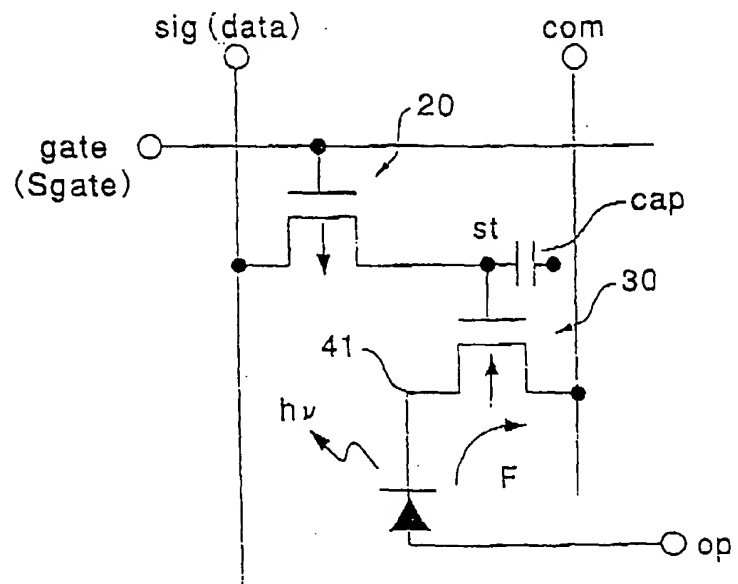 sig (data)
com
20
gate
(Sgate)
st
cap
30
41
hν
F
op